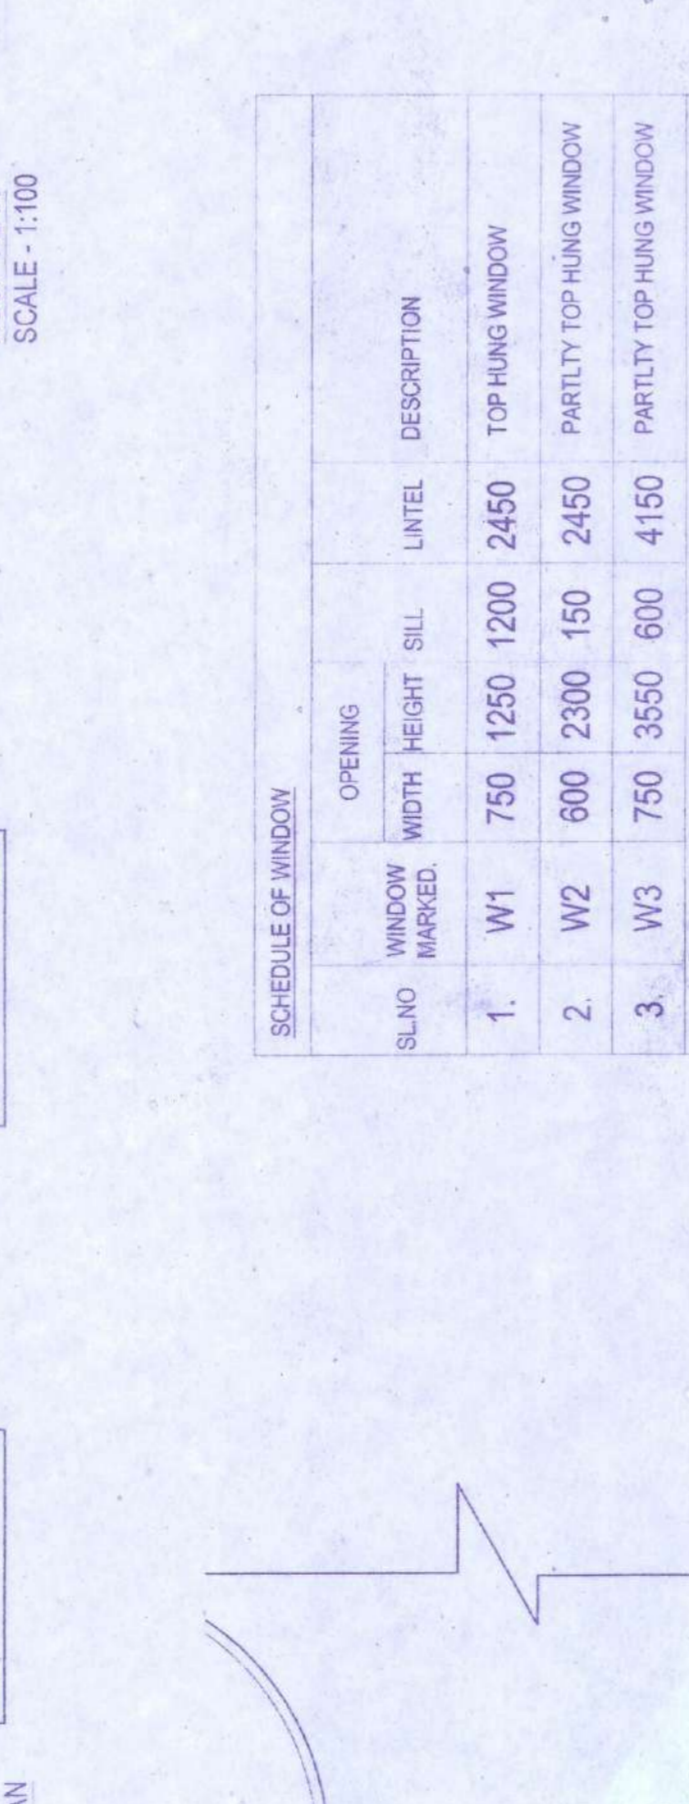 SCALE - 1:100
SCHEDULE OF WINDOW
OPENING
SL.NO WINDOW MARKED. WIDTH HEIGHT SILL LINTEL DESCRIPTION
1. W1 750 1250 1200 2450 TOP HUNG WINDOW
2. W2 600 2300 150 2450 PARTLTY TOP HUNG WINDOW
3. W3 750 3550 600 4150 PARTLTY TOP HUNG WINDOW